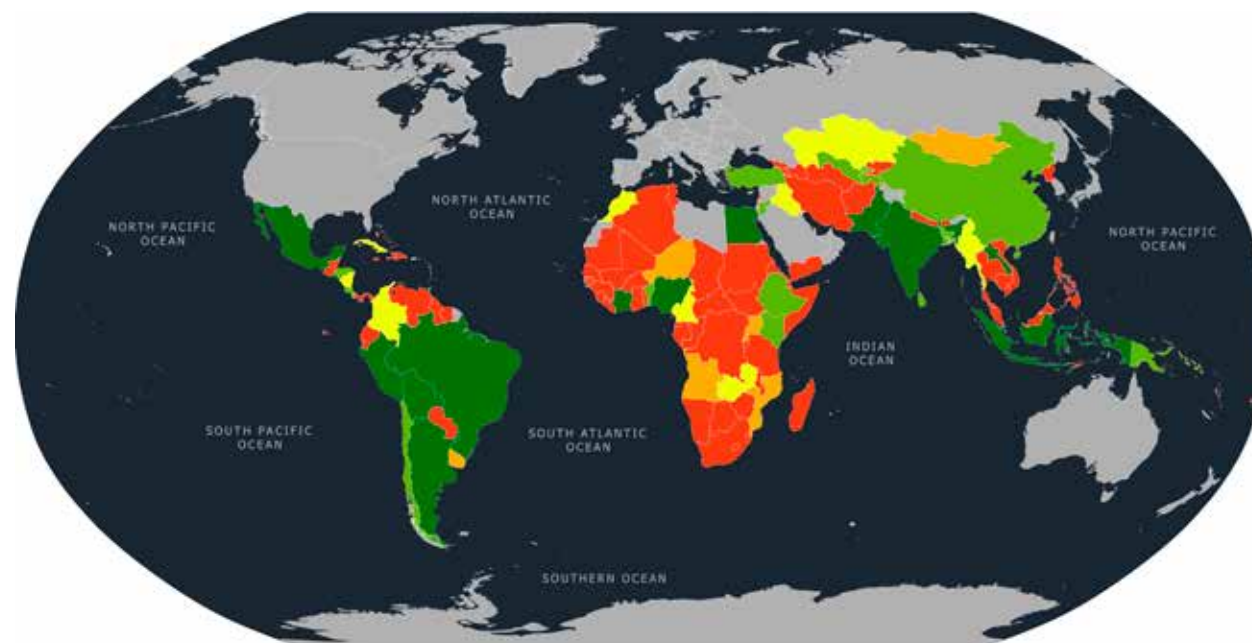 NORTH ATLANTIC
OCEAN
NORTH PACIFIC
OCEAN
NORTH PACIFIC
OCEAN
INDIAN
OCEAN
SOUTH PACIFIC
OCEAN
SOUTH ATLANTIC
OCEAN
SOUTHERN OCEAN